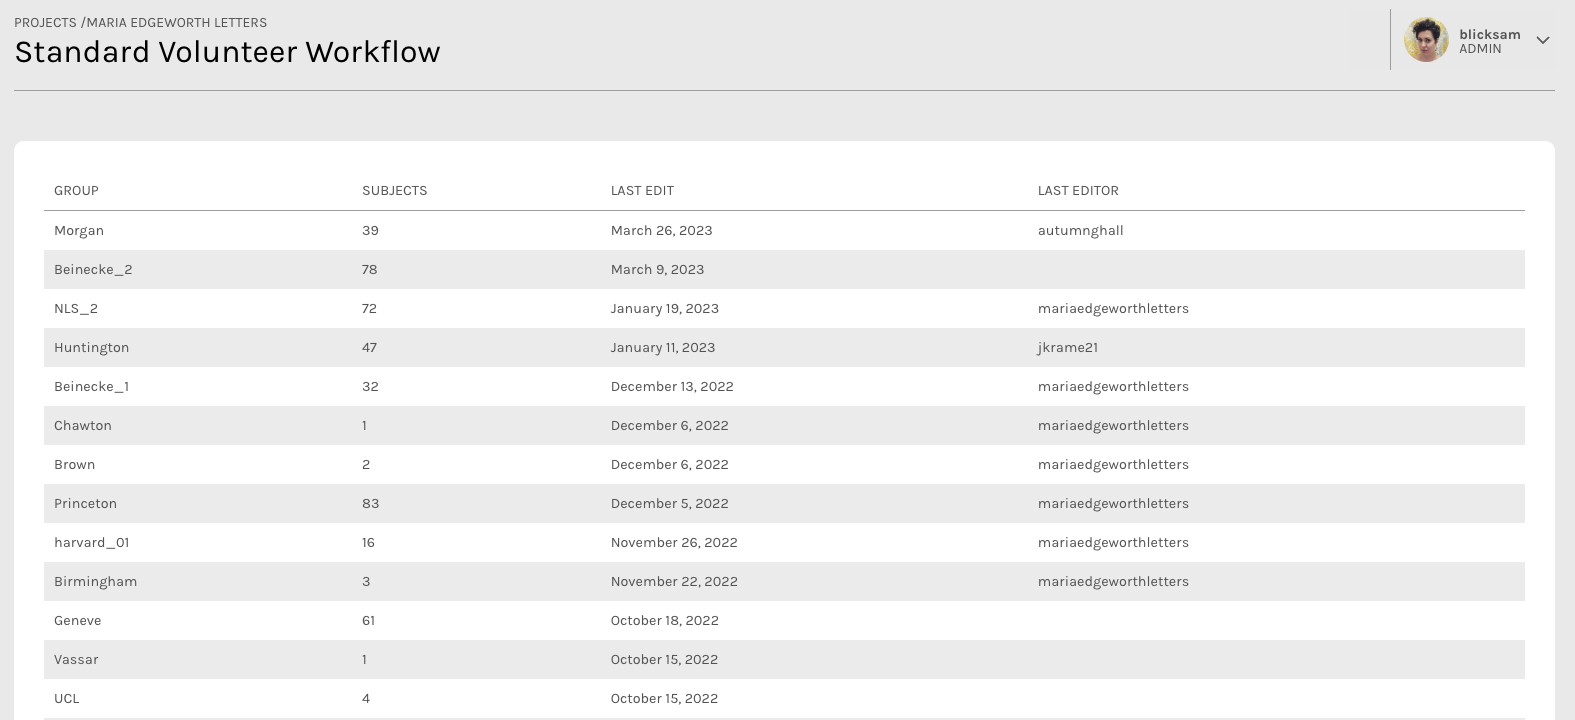 PROJECTS /MARIA EDGEWORTH LETTERS
Standard Volunteer Workflow
blicksam
ADMIN
GROUP SUBJECTS LAST EDIT LAST EDITOR
Morgan 39 March 26, 2023 autumnghall
Beinecke_2 78 March 9, 2023
NLS_2 72 January 19, 2023 mariaedgeworthletters
Huntington 47 January 11, 2023 jkrame21
Beinecke_1 32 December 13, 2022 mariaedgeworthletters
Chawton 1 December 6, 2022 mariaedgeworthletters
Brown 2 December 6, 2022 mariaedgeworthletters
Princeton 83 December 5, 2022 mariaedgeworthletters
harvard_01 16 November 26, 2022 mariaedgeworthletters
Birmingham 3 November 22, 2022 mariaedgeworthletters
Geneve 61 October 18, 2022
Vassar 1 October 15, 2022
UCL 4 October 15, 2022